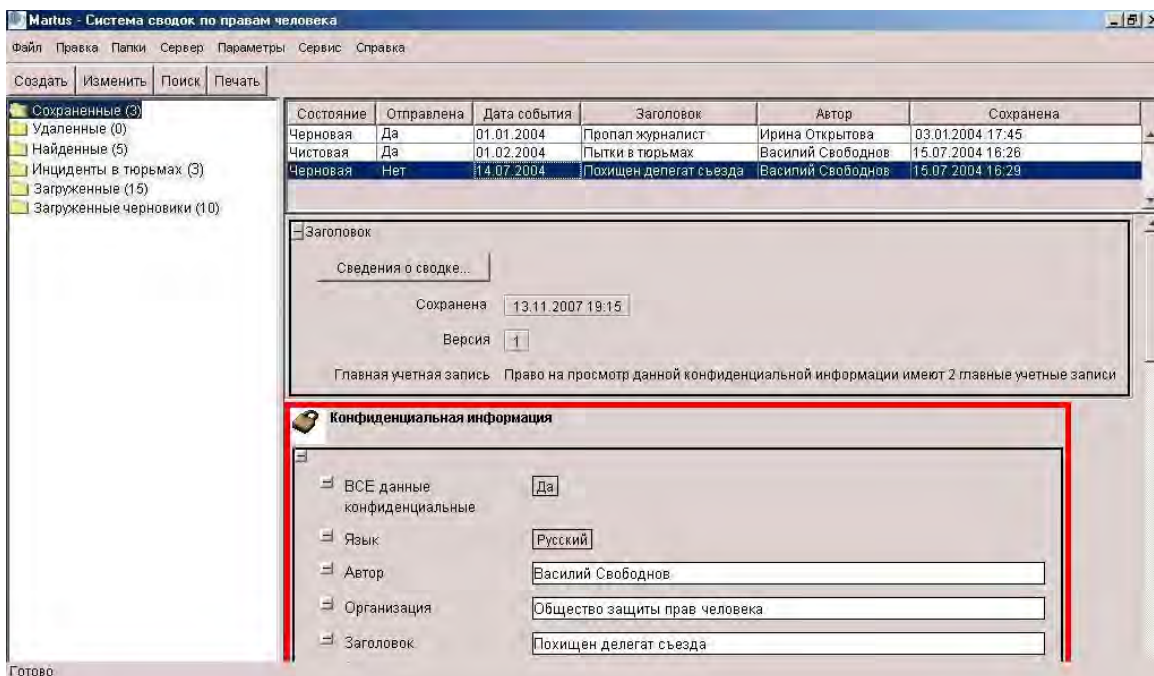 Martus - Система сводок по правам человека
Файл Правка Папки Сервер Параметры Сервис Справка
Создать Изменить Поиск Печать
Сохраненные (3)
Удаленные (0)
Найденные (5)
Инциденты в тюрьмах (3)
Загруженные (15)
Загруженные черновики (10)
Состояние Отправлена Дата события Заголовок Автор Сохранена
Черновая Да 01.01.2004 Пропал журналист Ирина Открытова 03.01.2004 17:45
Чистовая Да 01.02.2004 Пытки в тюрьмах Василий Свободнов 15.07.2004 16:26
Черновая Нет 14.07.2004 Похищен делегат съезда Василий Свободнов 15.07.2004 16:29
Заголовок
Сведения о сводке...
Сохранена 13.11.2007 19:15
Версия 1
Главная учетная запись Право на просмотр данной конфиденциальной информации имеют 2 главные учетные записи
Конфиденциальная информация
ВСЕ данные Да
конфиденциальные
Язык Русский
Автор Василий Свободнов
Организация Общество защиты прав человека
Заголовок Похищен делегат съезда
Готово